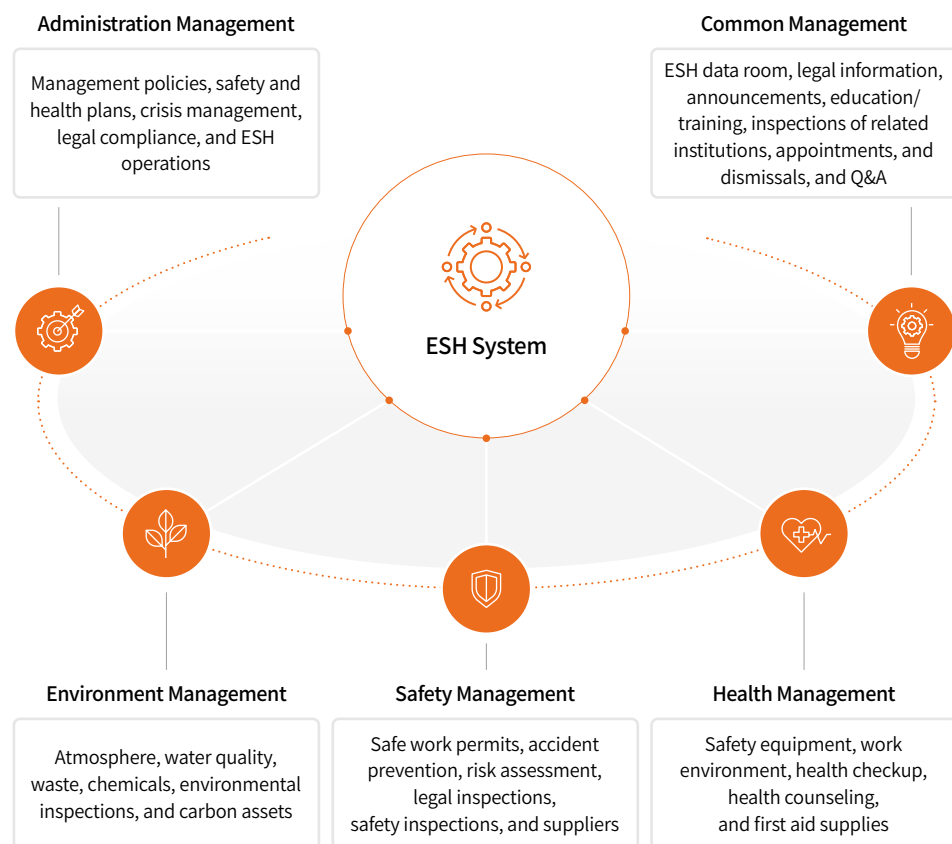 Administration Management
Management policies, safety and
health plans, crisis management,
legal compliance, and ESH
operations
Common Management
ESH data room, legal information,
announcements, education/
training, inspections of related
institutions, appointments, and
dismissals, and Q&A
ESH System
Environment Management
Atmosphere, water quality,
waste, chemicals, environmental
inspections, and carbon assets
Safety Management
Safe work permits, accident
prevention, risk assessment,
legal inspections,
safety inspections, and suppliers
Health Management
Safety equipment, work
environment, health checkup,
health counseling,
and first aid supplies